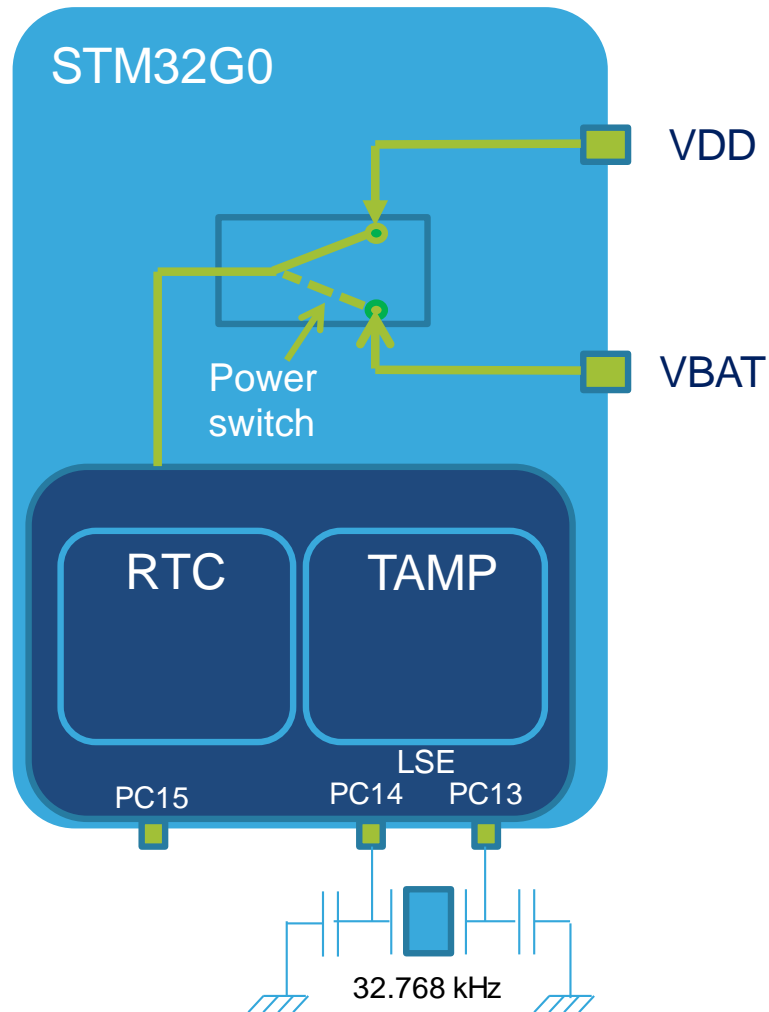 STM32G0
VDD
VBAT
Power
switch
RTC
TAMP
LSE
PC15
PC14
PC13
32.768 kHz